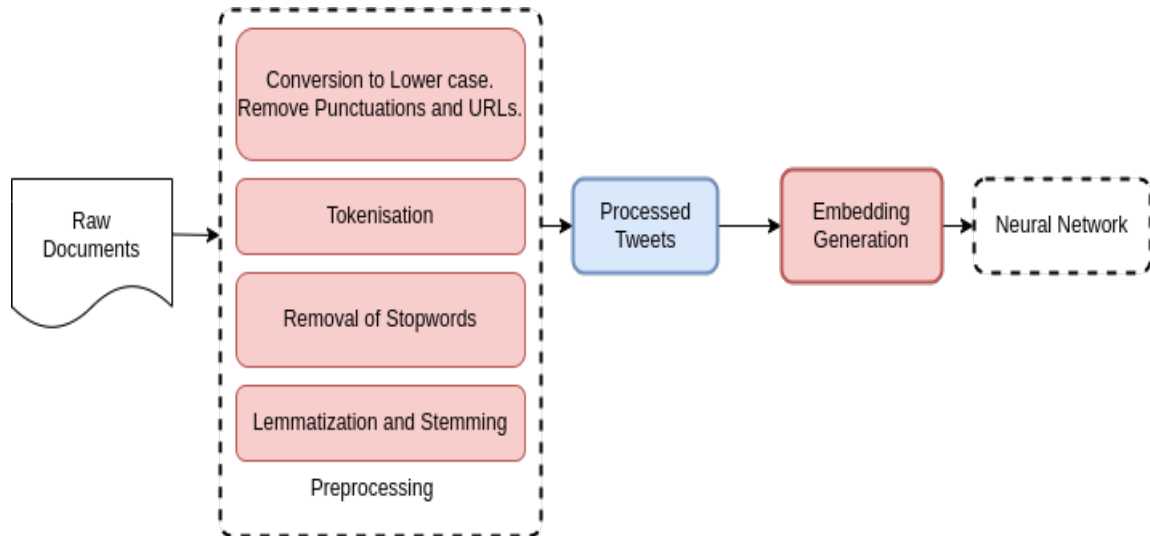 Raw
Documents
Conversion to Lower case.
Remove Punctuations and URLs.
Tokenisation
Removal of Stopwords
Lemmatization and Stemming
Preprocessing
Processed
Tweets
Embedding
Generation
Neural Network